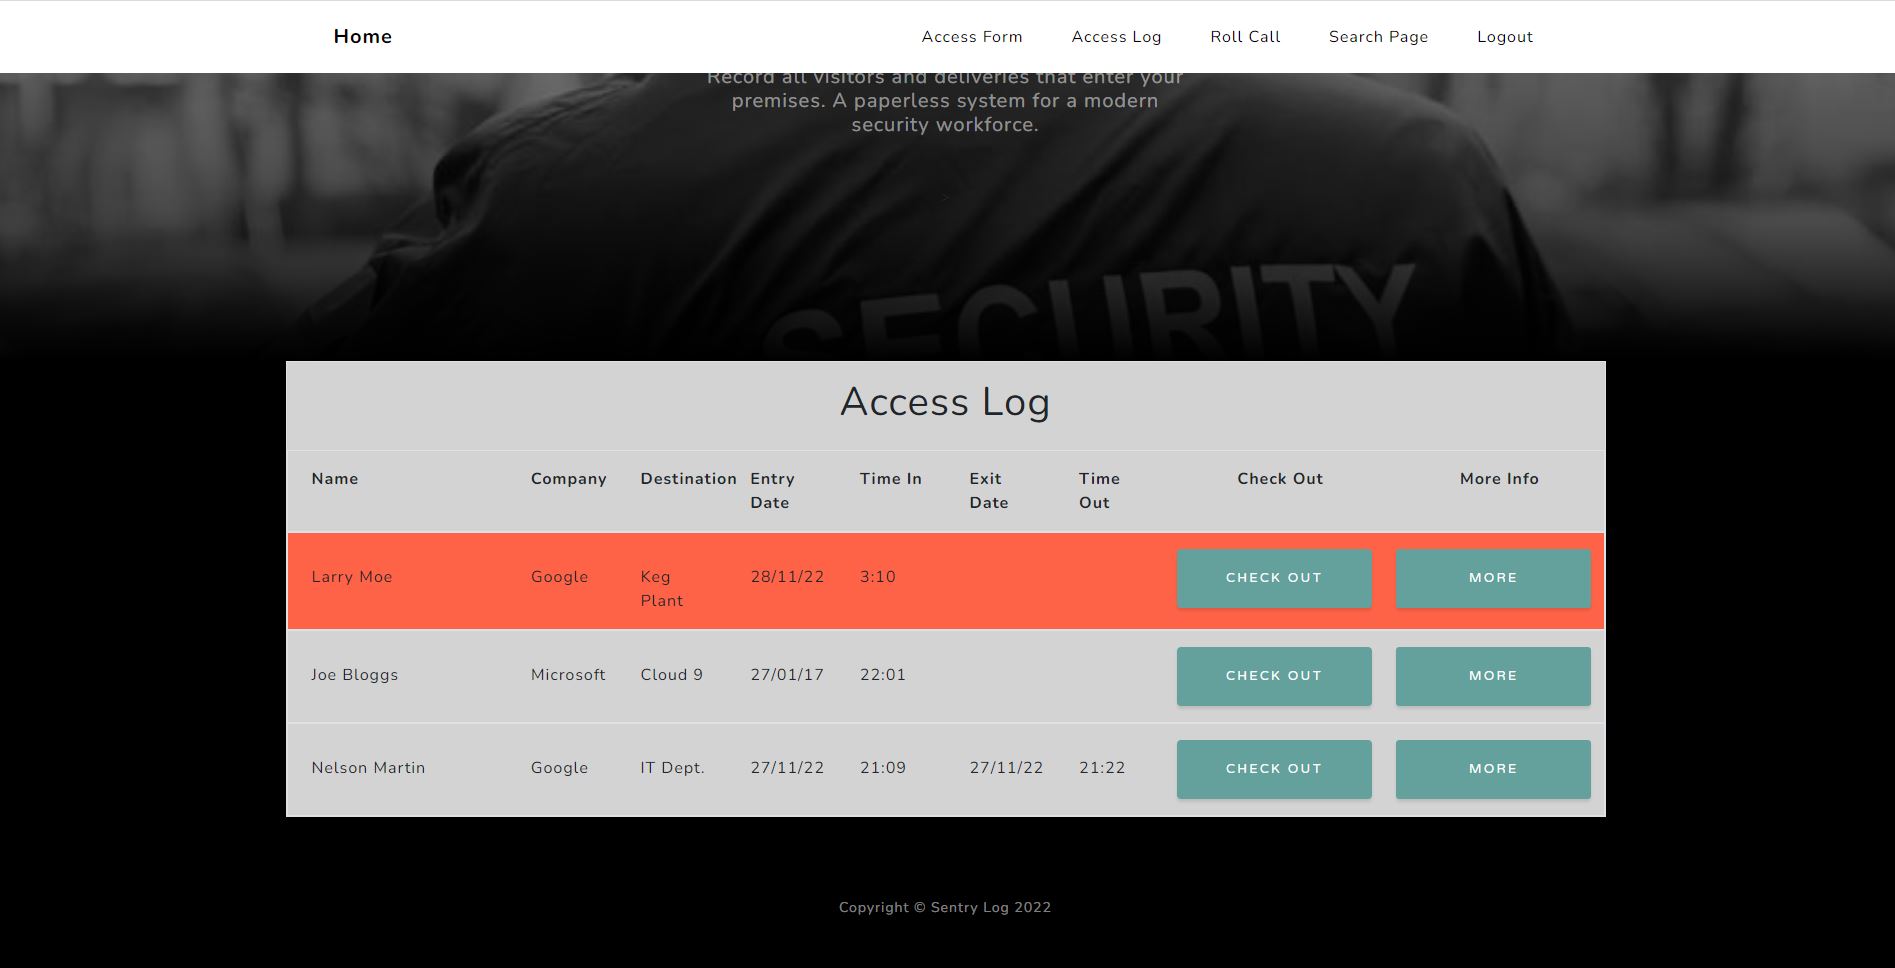 Home Access Form Access Log Roll Call Search Page Logout
Record all visitors and deliveries that enter your
premises. A paperless system for a modern
security workforce.
>
SECURITY
Access Log
Name Company Destination Entry Date Time In Exit Date Time Out Check Out More Info
Larry Moe Google Keg Plant 28/11/22 3:10 CHECK OUT MORE
Joe Bloggs Microsoft Cloud 9 27/01/17 22:01 CHECK OUT MORE
Nelson Martin Google IT Dept. 27/11/22 21:09 27/11/22 21:22 CHECK OUT MORE
Copyright © Sentry Log 2022